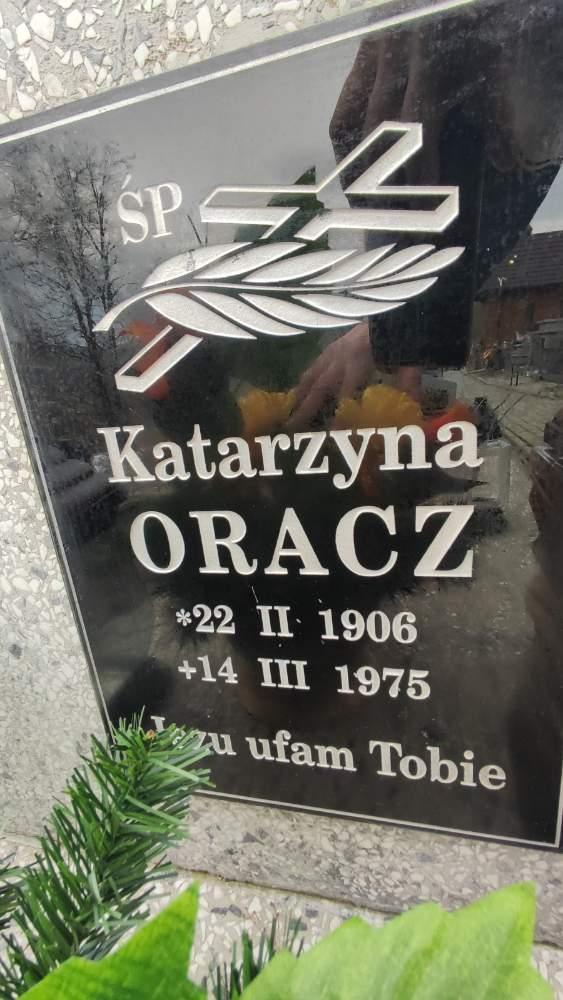 ŚP
Katarzyna
ORACZ
*22 II 1906
+14 III 1975
ufam Tobie